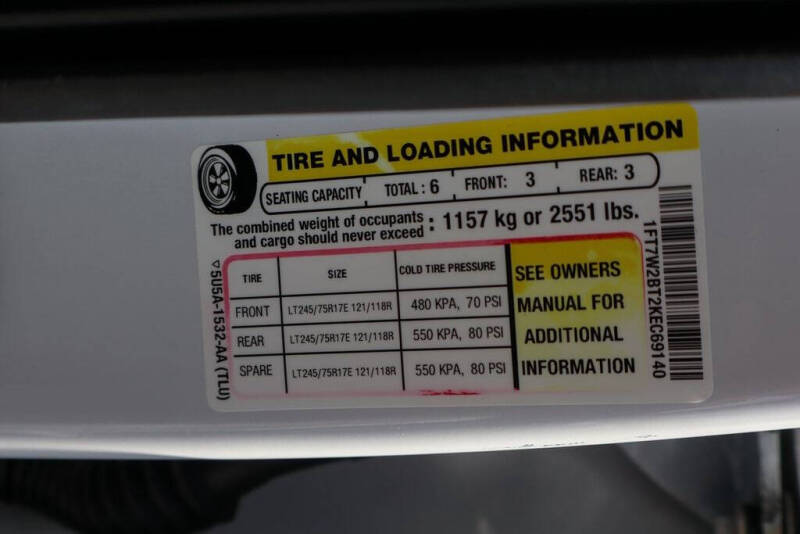 TIRE AND LOADING INFORMATION
SEATING CAPACITY TOTAL : 6 FRONT: 3 REAR: 3
The combined weight of occupants
and cargo should never exceed : 1157 kg or 2551 lbs.
TIRE SIZE COLD TIRE PRESSURE
FRONT LT245/75R17E 121/118R 480 KPA, 70 PSI
REAR LT245/75R17E 121/118R 550 KPA, 80 PSI
SPARE LT245/75R17E 121/118R 550 KPA, 80 PSI
SEE OWNERS
MANUAL FOR
ADDITIONAL
INFORMATION
5U5A-1532-AA (TLU)
1FT7W2BT2KEC69140